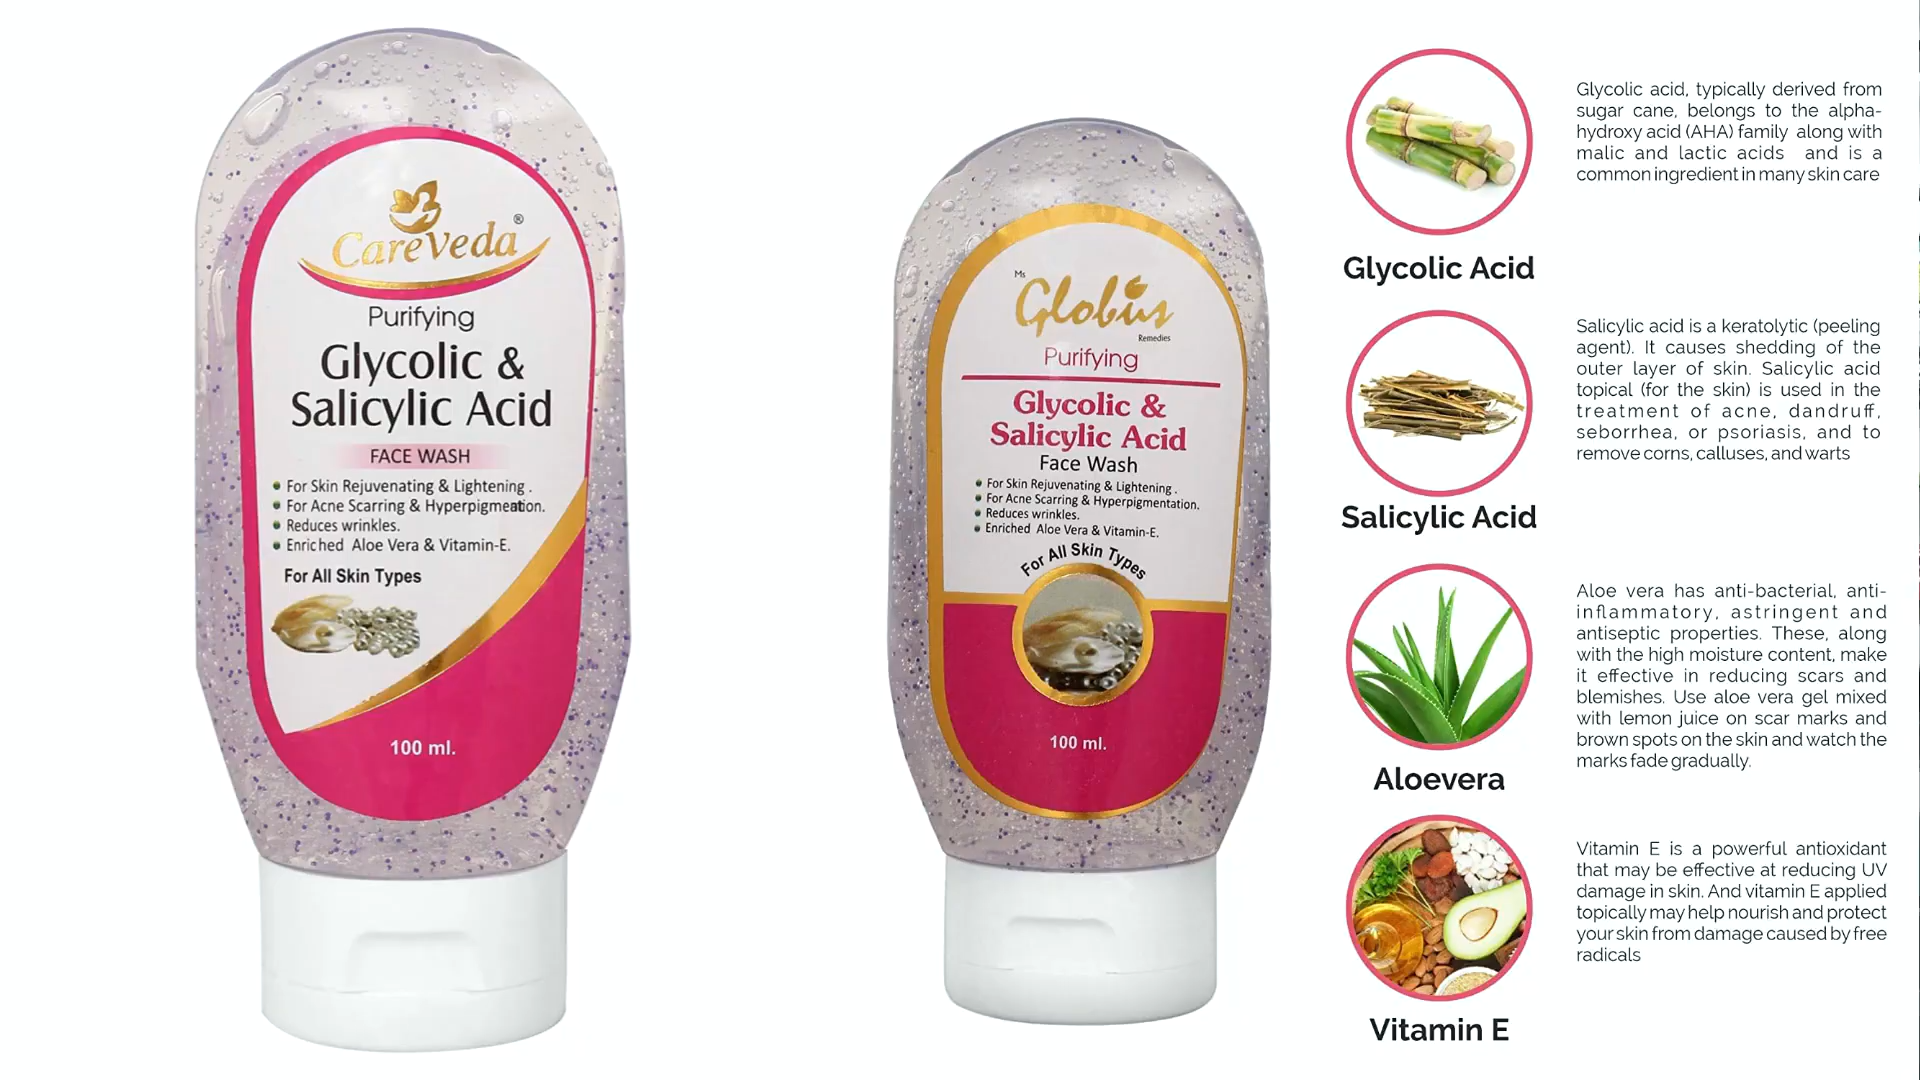 CareVeda®
Purifying
Glycolic &
Salicylic Acid
FACE WASH
For Skin Rejuvenating & Lightening .
For Acne Scarring & Hyperpigmeation.
Reduces wrinkles.
Enriched Aloe Vera & Vitamin-E.
For All Skin Types
100 ml.
Ms
Globus
Remedies
Purifying
Glycolic &
Salicylic Acid
Face Wash
For Skin Rejuvenating & Lightening .
For Acne Scarring & Hyperpigmentation.
Reduces wrinkles.
Enriched Aloe Vera & Vitamin-E.
For All Skin Types
100 ml.
Glycolic acid, typically derived from
sugar cane, belongs to the alpha-
hydroxy acid (AHA) family along with
malic and lactic acids and is a
common ingredient in many skin care
Glycolic Acid
Salicylic acid is a keratolytic (peeling
agent). It causes shedding of the
outer layer of skin. Salicylic acid
topical (for the skin) is used in the
treatment of acne, dandruff,
seborrhea, or psoriasis, and to
remove corns, calluses, and warts
Salicylic Acid
Aloe vera has anti-bacterial, anti-
inflammatory, astringent and
antiseptic properties. These, along
with the high moisture content, make
it effective in reducing scars and
blemishes. Use aloe vera gel mixed
with lemon juice on scar marks and
brown spots on the skin and watch the
marks fade gradually.
Aloevera
Vitamin E is a powerful antioxidant
that may be effective at reducing UV
damage in skin. And vitamin E applied
topically may help nourish and protect
your skin from damage caused by free
radicals
Vitamin E